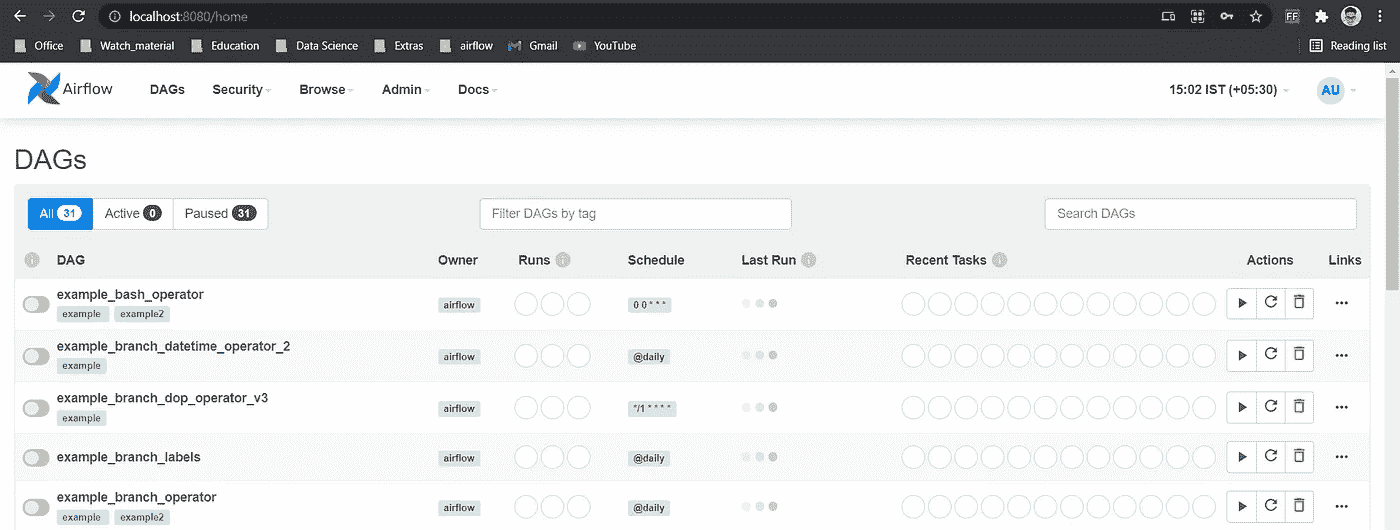 localhost:8080/home
FF
Office Watch_material Education Data Science Extras airflow Gmail YouTube Reading list
Airflow DAGs Security Browse Admin Docs 15:02 IST (+05:30) AU
DAGs
All 31 Active 0 Paused 31 Filter DAGs by tag Search DAGs
DAG Owner Runs Schedule Last Run Recent Tasks Actions Links
example_bash_operator
airflow 0 0 * * *
example example2
example_branch_datetime_operator_2
airflow @daily
example
example_branch_dop_operator_v3
airflow */1 * * * *
example
example_branch_labels airflow @daily
example_branch_operator
airflow @daily
example example2